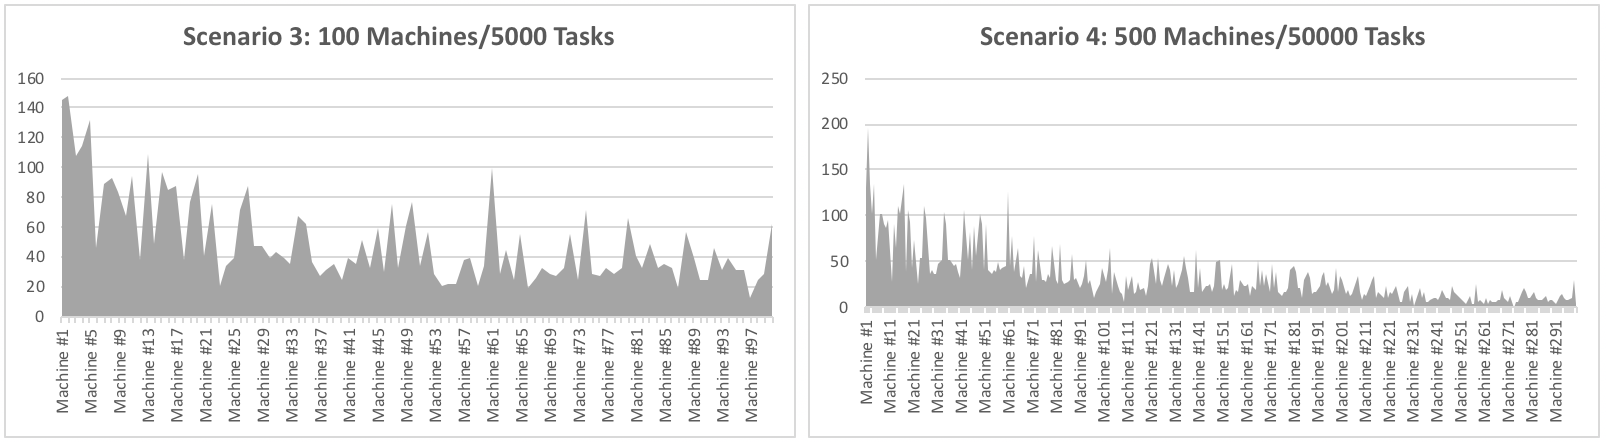 Scenario 3: 100 Machines/5000 Tasks
160
140
120
100
80
60
40
20
0
Machine #1
Machine #5
Machine #9
Machine #13
Machine #17
Machine #21
Machine #25
Machine #29
Machine #33
Machine #37
Machine #41
Machine #45
Machine #49
Machine #53
Machine #57
Machine #61
Machine #65
Machine #69
Machine #73
Machine #77
Machine #81
Machine #85
Machine #89
Machine #93
Machine #97
Scenario 4: 500 Machines/50000 Tasks
250
200
150
100
50
0
Machine #1
Machine #11
Machine #21
Machine #31
Machine #41
Machine #51
Machine #61
Machine #71
Machine #81
Machine #91
Machine #101
Machine #111
Machine #121
Machine #131
Machine #141
Machine #151
Machine #161
Machine #171
Machine #181
Machine #191
Machine #201
Machine #211
Machine #221
Machine #231
Machine #241
Machine #251
Machine #261
Machine #271
Machine #281
Machine #291